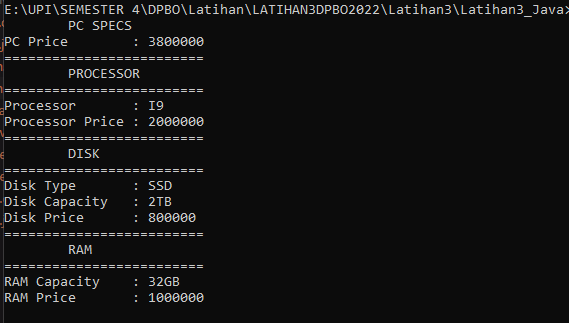 E:\UPI\SEMESTER 4\DPBO\Latihan\LATIHAN3DPBO2022\Latihan3\Latihan3_Java>
PC SPECS
PC Price : 3800000
=========================
PROCESSOR
=========================
Processor : I9
Processor Price : 2000000
=========================
DISK
=========================
Disk Type : SSD
Disk Capacity : 2TB
Disk Price : 800000
=========================
RAM
=========================
RAM Capacity : 32GB
RAM Price : 1000000